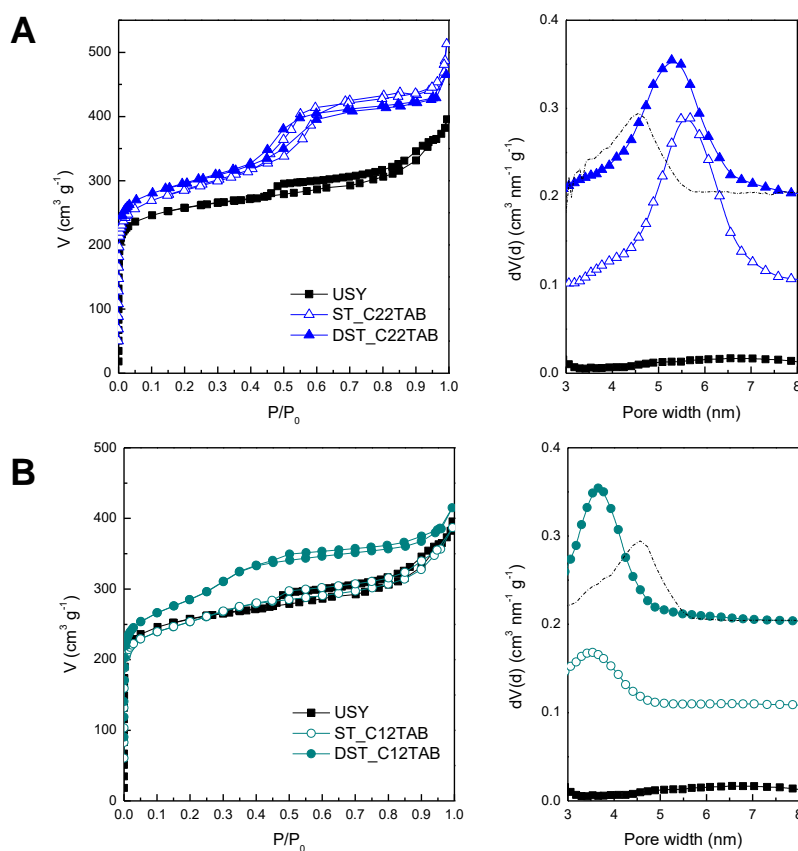 A
500
400
300
200
100
0
V (cm³ g⁻¹)
USY
ST_C22TAB
DST_C22TAB
0.0 0.1 0.2 0.3 0.4 0.5 0.6 0.7 0.8 0.9 1.0
P/P₀
0.4
0.3
0.2
0.1
0.0
dV(d) (cm³ nm⁻¹ g⁻¹)
3 4 5 6 7 8
Pore width (nm)
B
500
400
300
200
100
0
V (cm³ g⁻¹)
USY
ST_C12TAB
DST_C12TAB
0.0 0.1 0.2 0.3 0.4 0.5 0.6 0.7 0.8 0.9 1.0
P/P₀
0.4
0.3
0.2
0.1
0.0
dV(d) (cm³ nm⁻¹ g⁻¹)
3 4 5 6 7 8
Pore width (nm)